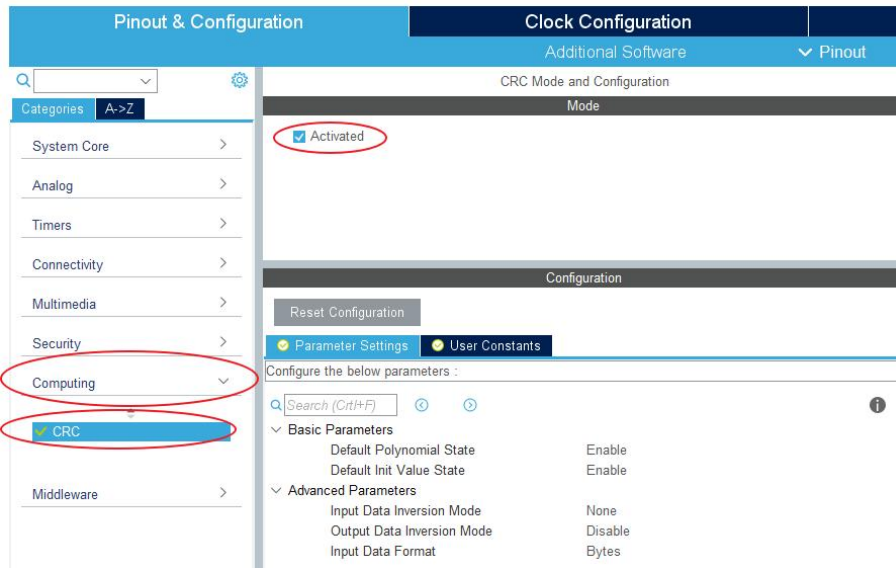 Pinout & Configuration
Clock Configuration
Additional Software
Pinout
Categories
A->Z
System Core
Analog
Timers
Connectivity
Multimedia
Security
Computing
CRC
Middleware
CRC Mode and Configuration
Mode
Activated
Configuration
Reset Configuration
Parameter Settings
User Constants
Configure the below parameters :
Search (Crtl+F)
Basic Parameters
Default Polynomial State Enable
Default Init Value State Enable
Advanced Parameters
Input Data Inversion Mode None
Output Data Inversion Mode Disable
Input Data Format Bytes